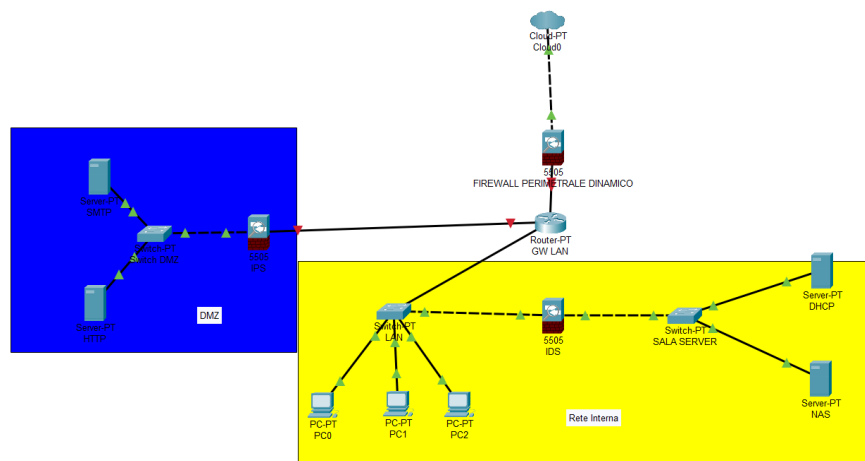 Cloud-PT
Cloud0
5505
FIREWALL PERIMETRALE DINAMICO
Server-PT
SMTP
Switch-PT
Switch DMZ
5505
IPS
Router-PT
GW LAN
Server-PT
HTTP
DMZ
Switch-PT
LAN
5505
IDS
Switch-PT
SALA SERVER
Server-PT
DHCP
Server-PT
NAS
PC-PT
PC0
PC-PT
PC1
PC-PT
PC2
Rete Interna